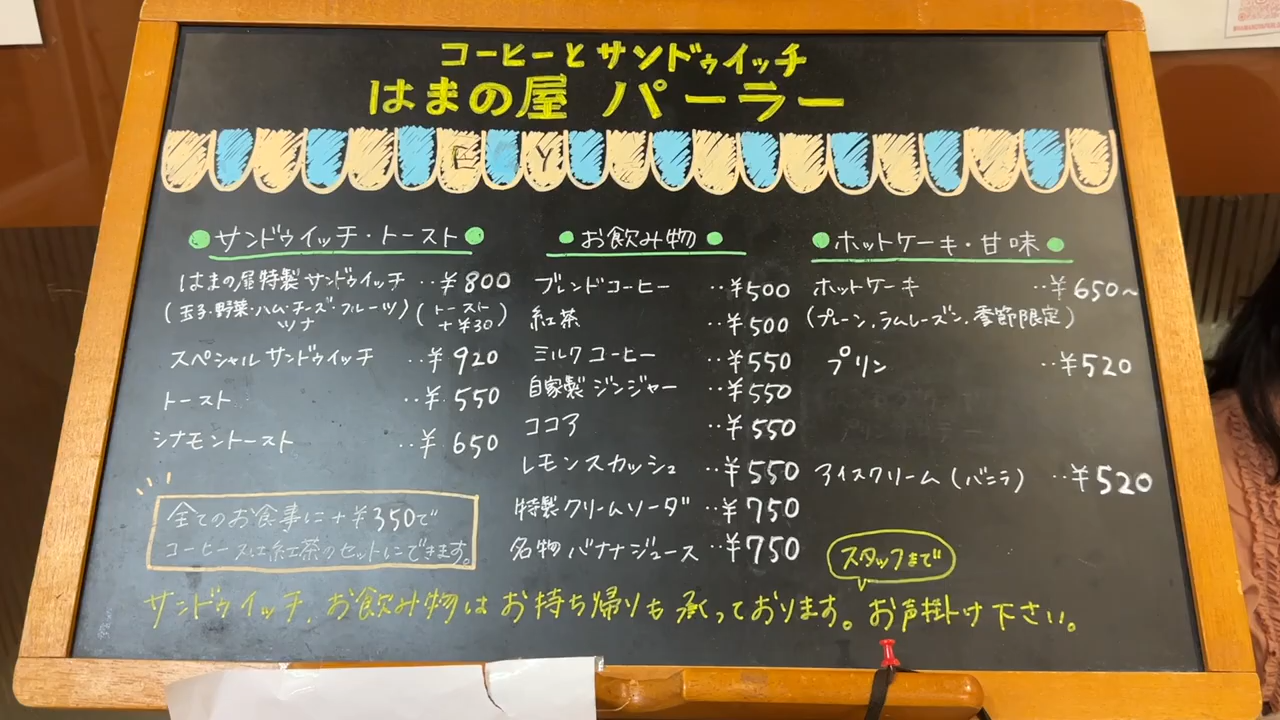 コーヒーとサンドゥイッチ
はまの屋 パーラー
E Y
サンドゥイッチ・トースト
はまの屋特製サンドゥイッチ ‥¥800
(玉子・野菜・ハム・チーズ・フルーツ) (トースト
ツナ +¥30)
スペシャルサンドゥイッチ ‥¥920
トースト ‥¥550
シナモントースト ‥¥650
全てのお食事に+¥350で
コーヒー又は紅茶のセットにできます。
お飲み物
ブレンドコーヒー ‥¥500
紅茶 ‥¥500
ミルクコーヒー ‥¥550
自家製ジンジャー ‥¥550
ココア ‥¥550
レモンスカッシュ ‥¥550
特製クリームソーダ ‥¥750
名物バナナジュース ‥¥750
ホットケーキ・甘味
ホットケーキ ‥¥650〜
(プレーン、ラムレーズン、季節限定)
プリン ‥¥520
アイスクリーム(バニラ) ‥¥520
スタッフまで
サンドゥイッチ、お飲み物はお持ち帰りも承っております。お声掛け下さい。